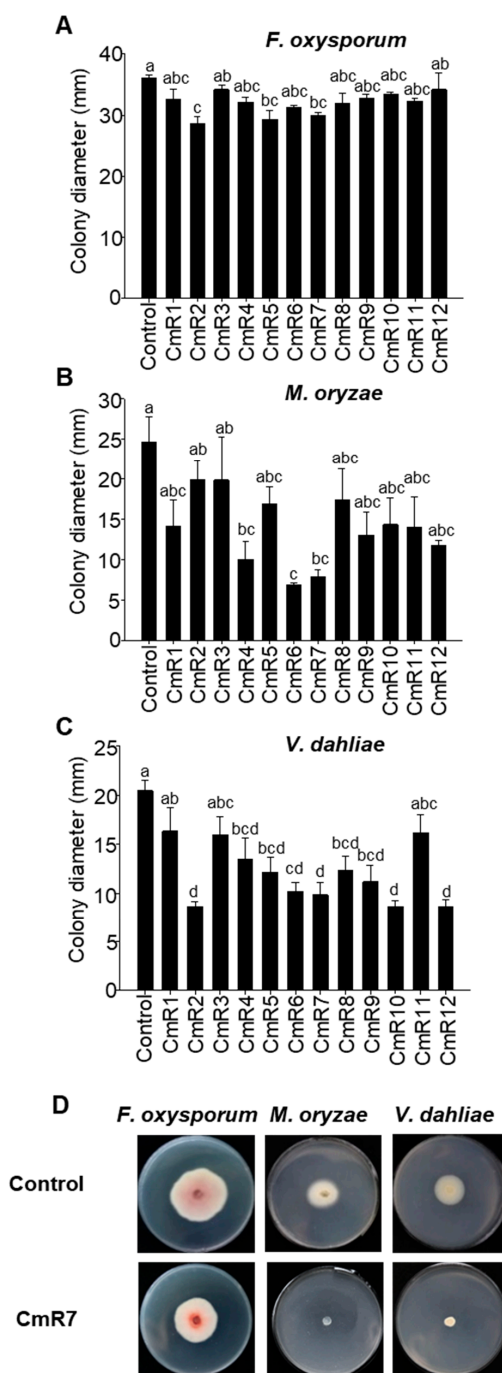 A
F. oxysporum
Colony diameter (mm)
40
30
20
10
0
a
abc
c
ab
abc
bc
abc
bc
abc
abc
abc
abc
ab
Control
CmR1
CmR2
CmR3
CmR4
CmR5
CmR6
CmR7
CmR8
CmR9
CmR10
CmR11
CmR12
B
M. oryzae
Colony diameter (mm)
30
25
20
15
10
5
0
a
abc
ab
ab
bc
abc
c
bc
abc
abc
abc
abc
abc
Control
CmR1
CmR2
CmR3
CmR4
CmR5
CmR6
CmR7
CmR8
CmR9
CmR10
CmR11
CmR12
C
V. dahliae
Colony diameter (mm)
25
20
15
10
5
0
a
ab
d
abc
bcd
bcd
cd
d
bcd
bcd
d
abc
d
Control
CmR1
CmR2
CmR3
CmR4
CmR5
CmR6
CmR7
CmR8
CmR9
CmR10
CmR11
CmR12
D
F. oxysporum M. oryzae V. dahliae
Control
CmR7